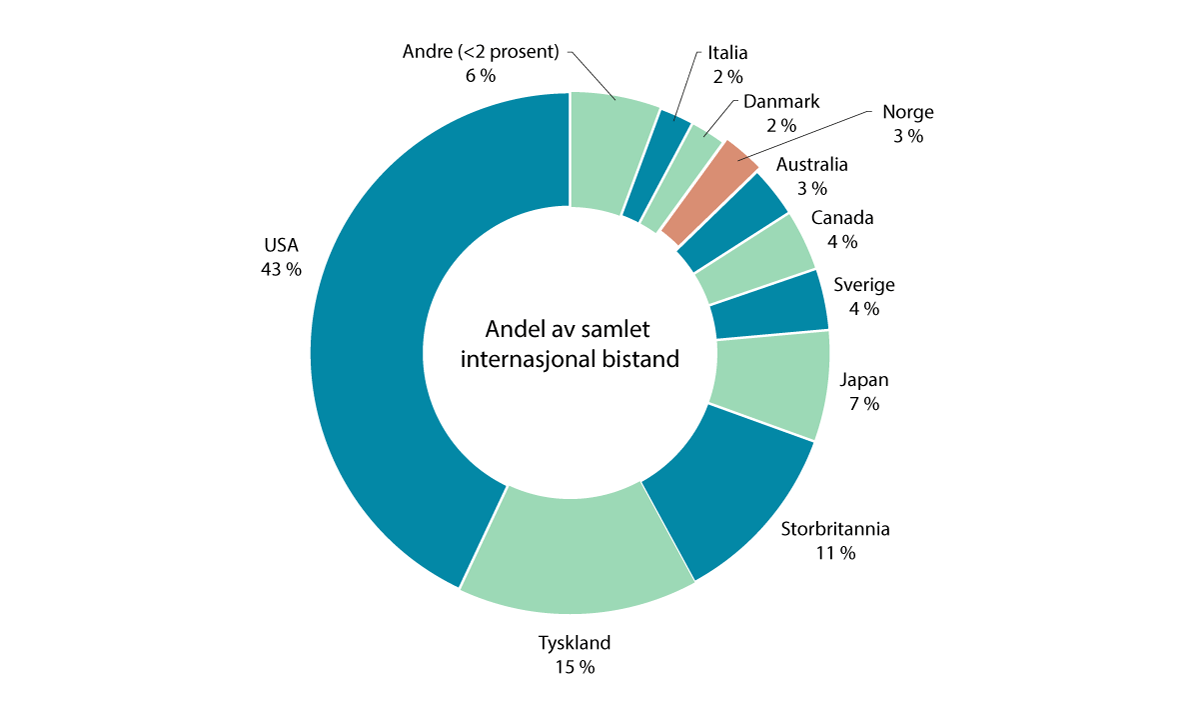 Andre (<2 prosent)
6 %
Italia
2 %
Danmark
2 %
Norge
3 %
Australia
3 %
Canada
4 %
Sverige
4 %
Japan
7 %
Storbritannia
11 %
Tyskland
15 %
USA
43 %
Andel av samlet
internasjonal bistand